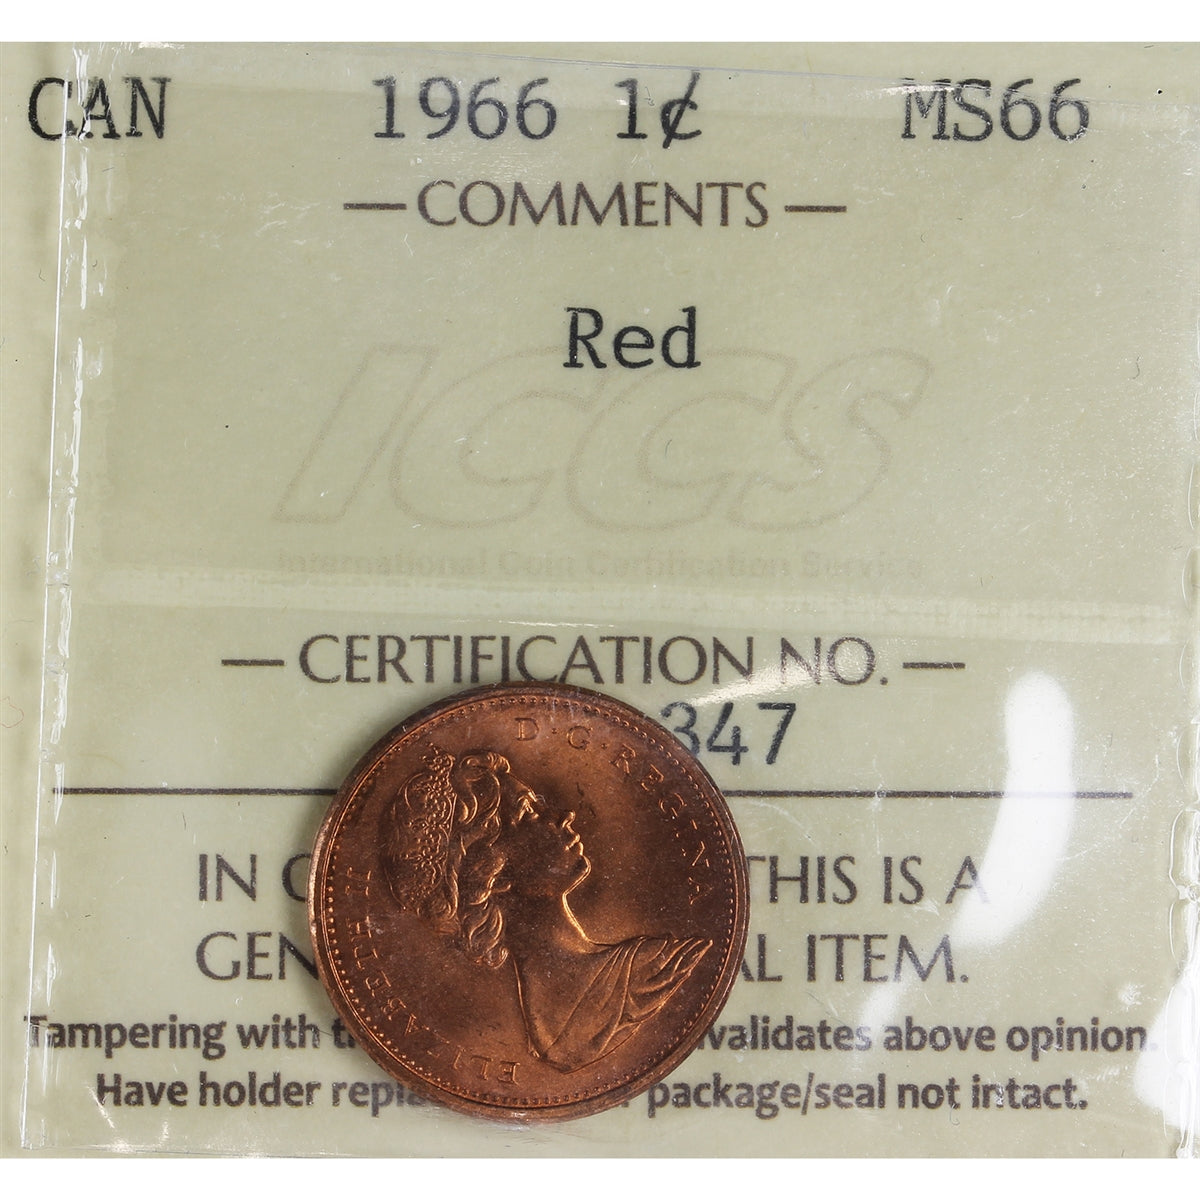 CAN 1966 1¢ MS66
— COMMENTS —
Red
ICCS
International Coin Certification Service
— CERTIFICATION NO. —
347
D·G·REGINA
ELIZABETH II
IN THIS IS A
GEN AL ITEM.
Tampering with validates above opinion.
Have holder package/seal not intact.